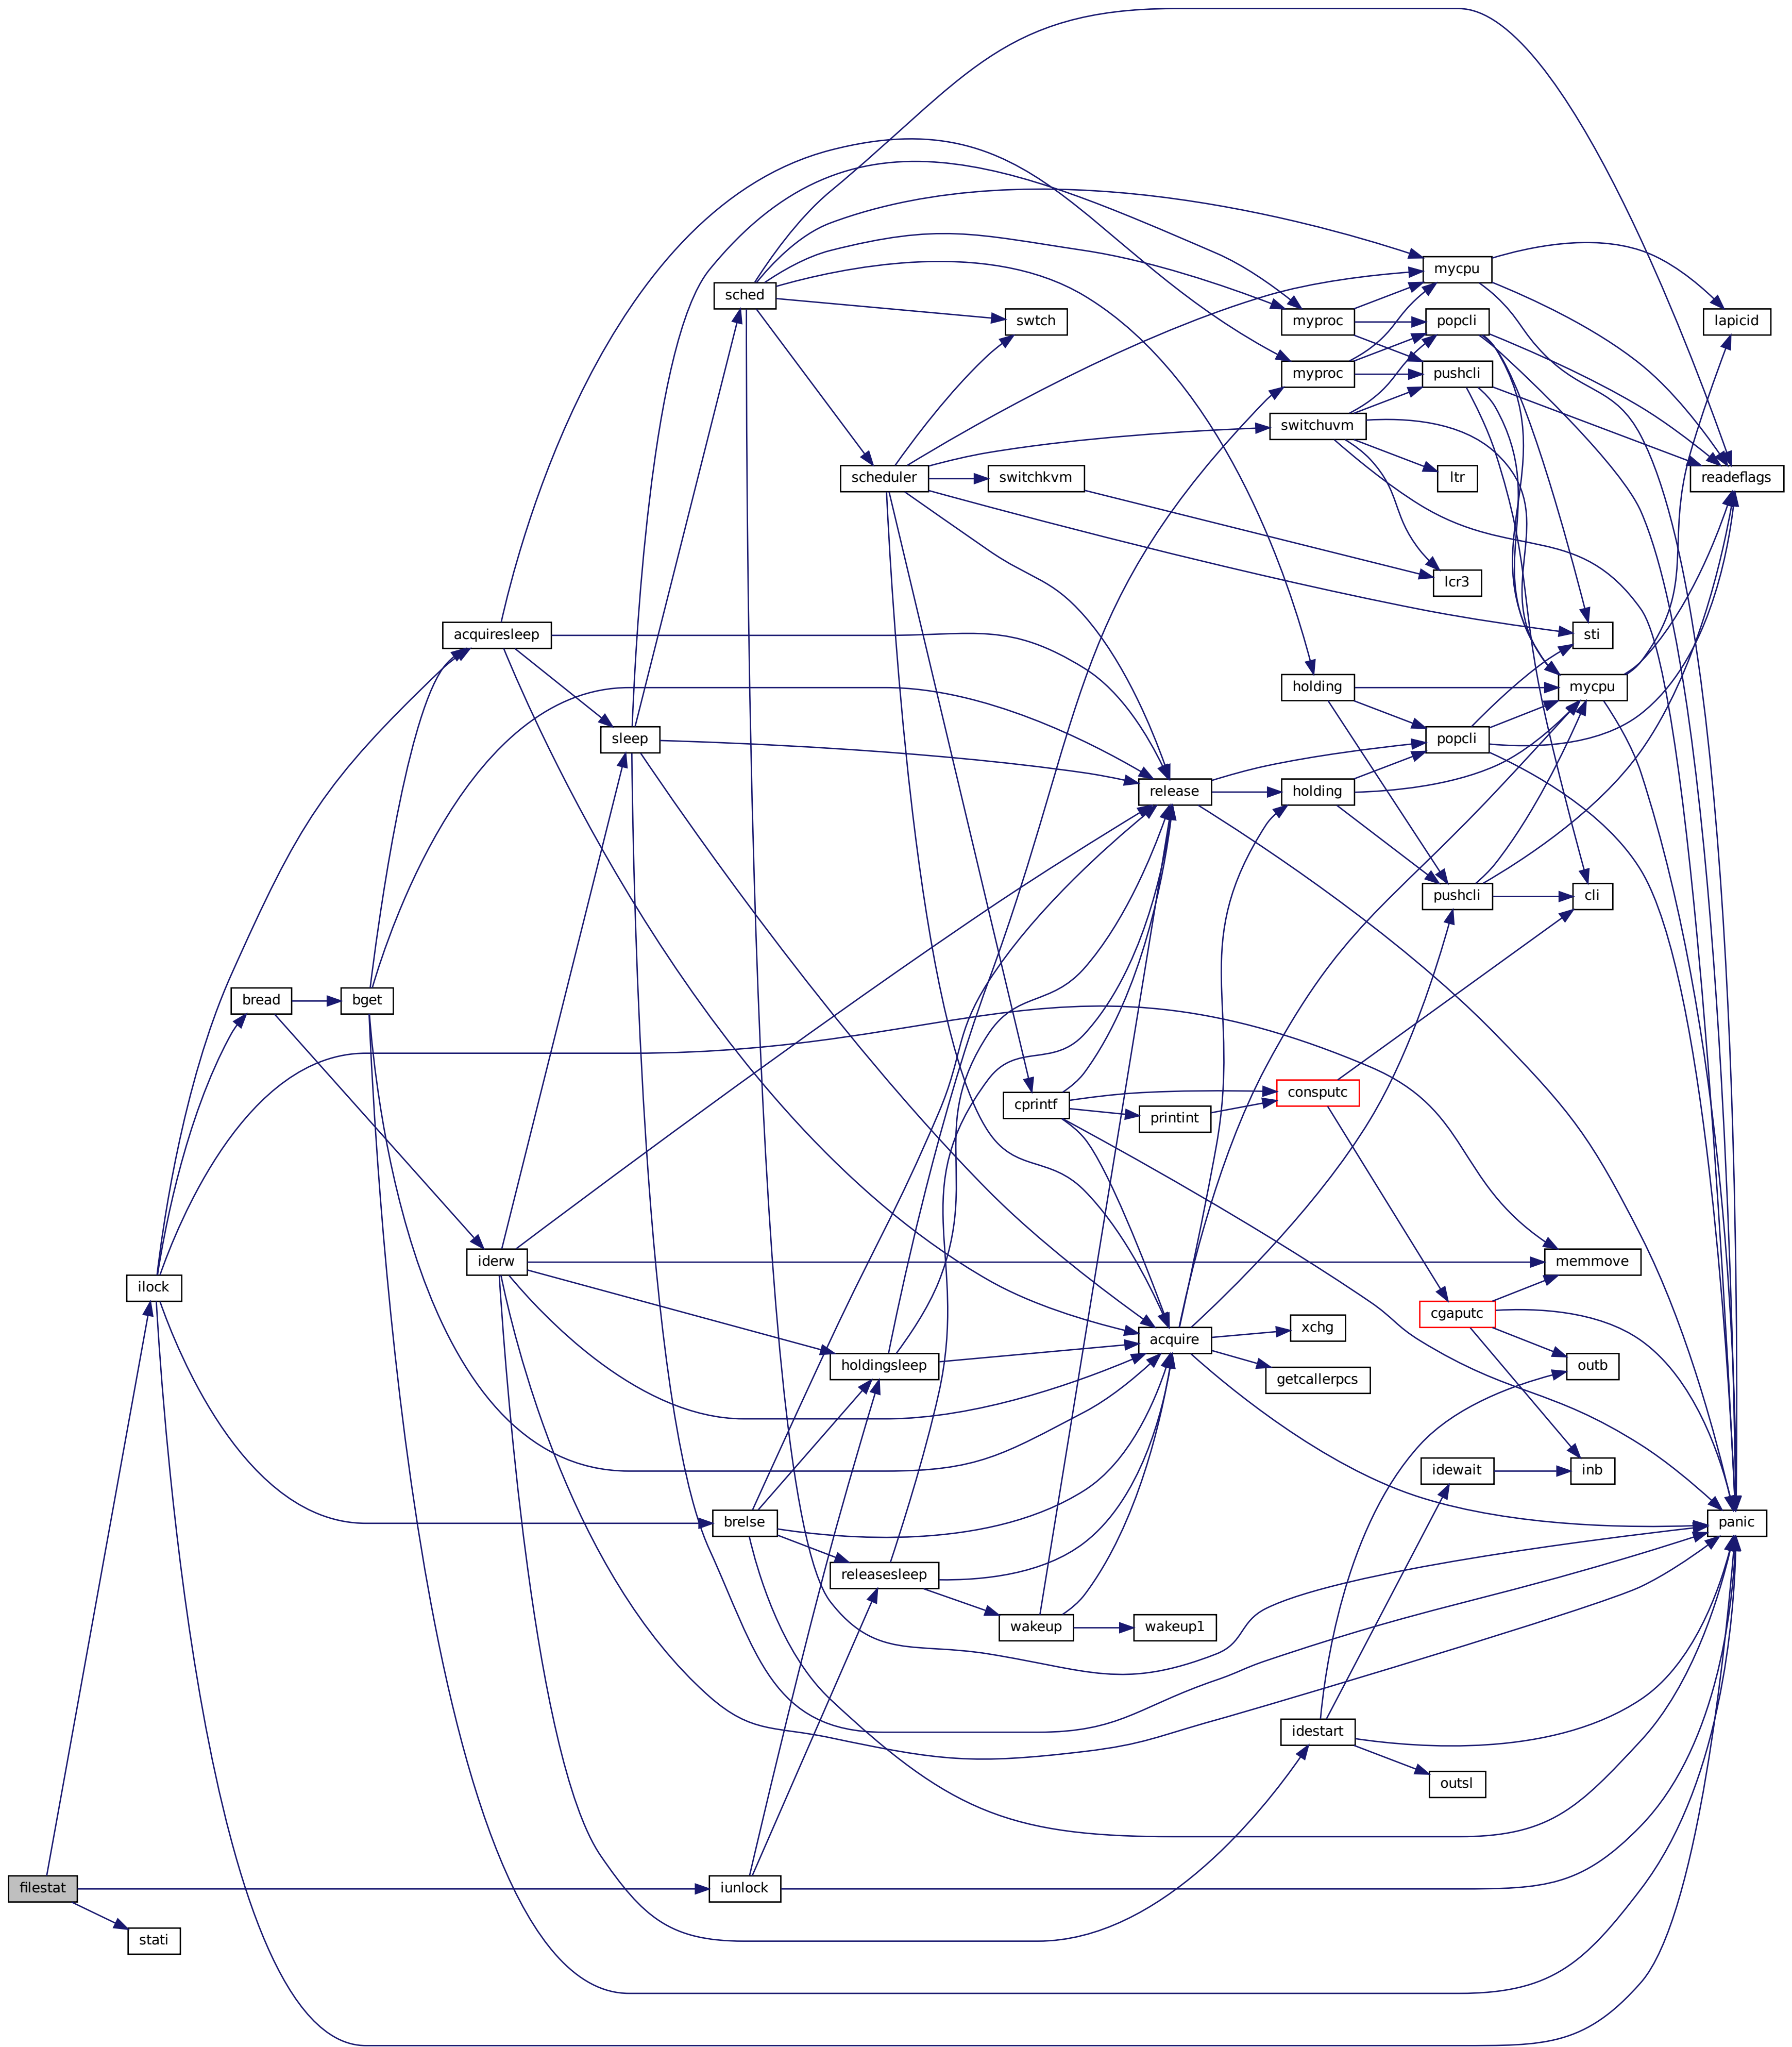 mycpu
sched
swtch
myproc
popcli
lapicid
myproc
pushcli
switchuvm
scheduler
switchkvm
ltr
readeflags
lcr3
acquiresleep
sti
holding
mycpu
sleep
popcli
release
holding
pushcli
cli
bread
bget
cprintf
consputc
printint
ilock
iderw
memmove
cgaputc
xchg
acquire
holdingsleep
getcallerpcs
outb
idewait
inb
brelse
panic
releasesleep
wakeup
wakeup1
idestart
outsl
filestat
iunlock
stati